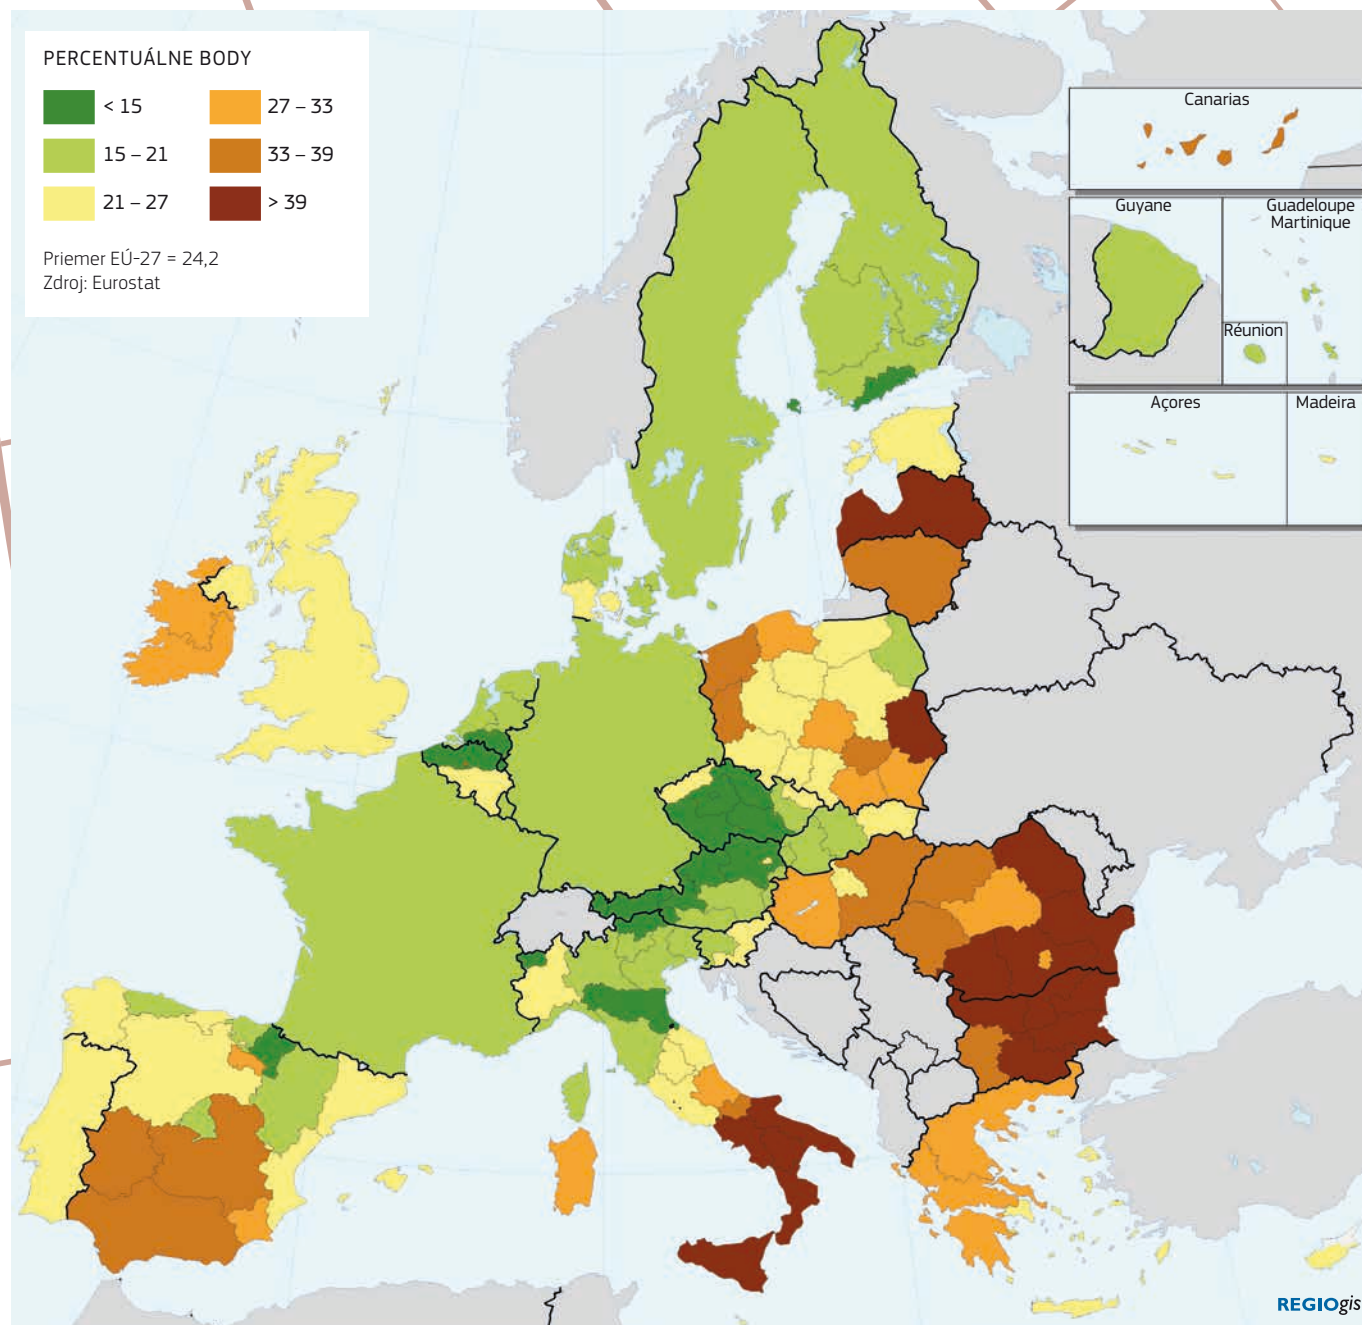 PERCENTUÁLNE BODY
< 15
27 – 33
15 – 21
33 – 39
21 – 27
> 39
Priemer EÚ-27 = 24,2
Zdroj: Eurostat
Canarias
Guyane
Guadeloupe
Martinique
Réunion
Açores
Madeira
REGIOgis